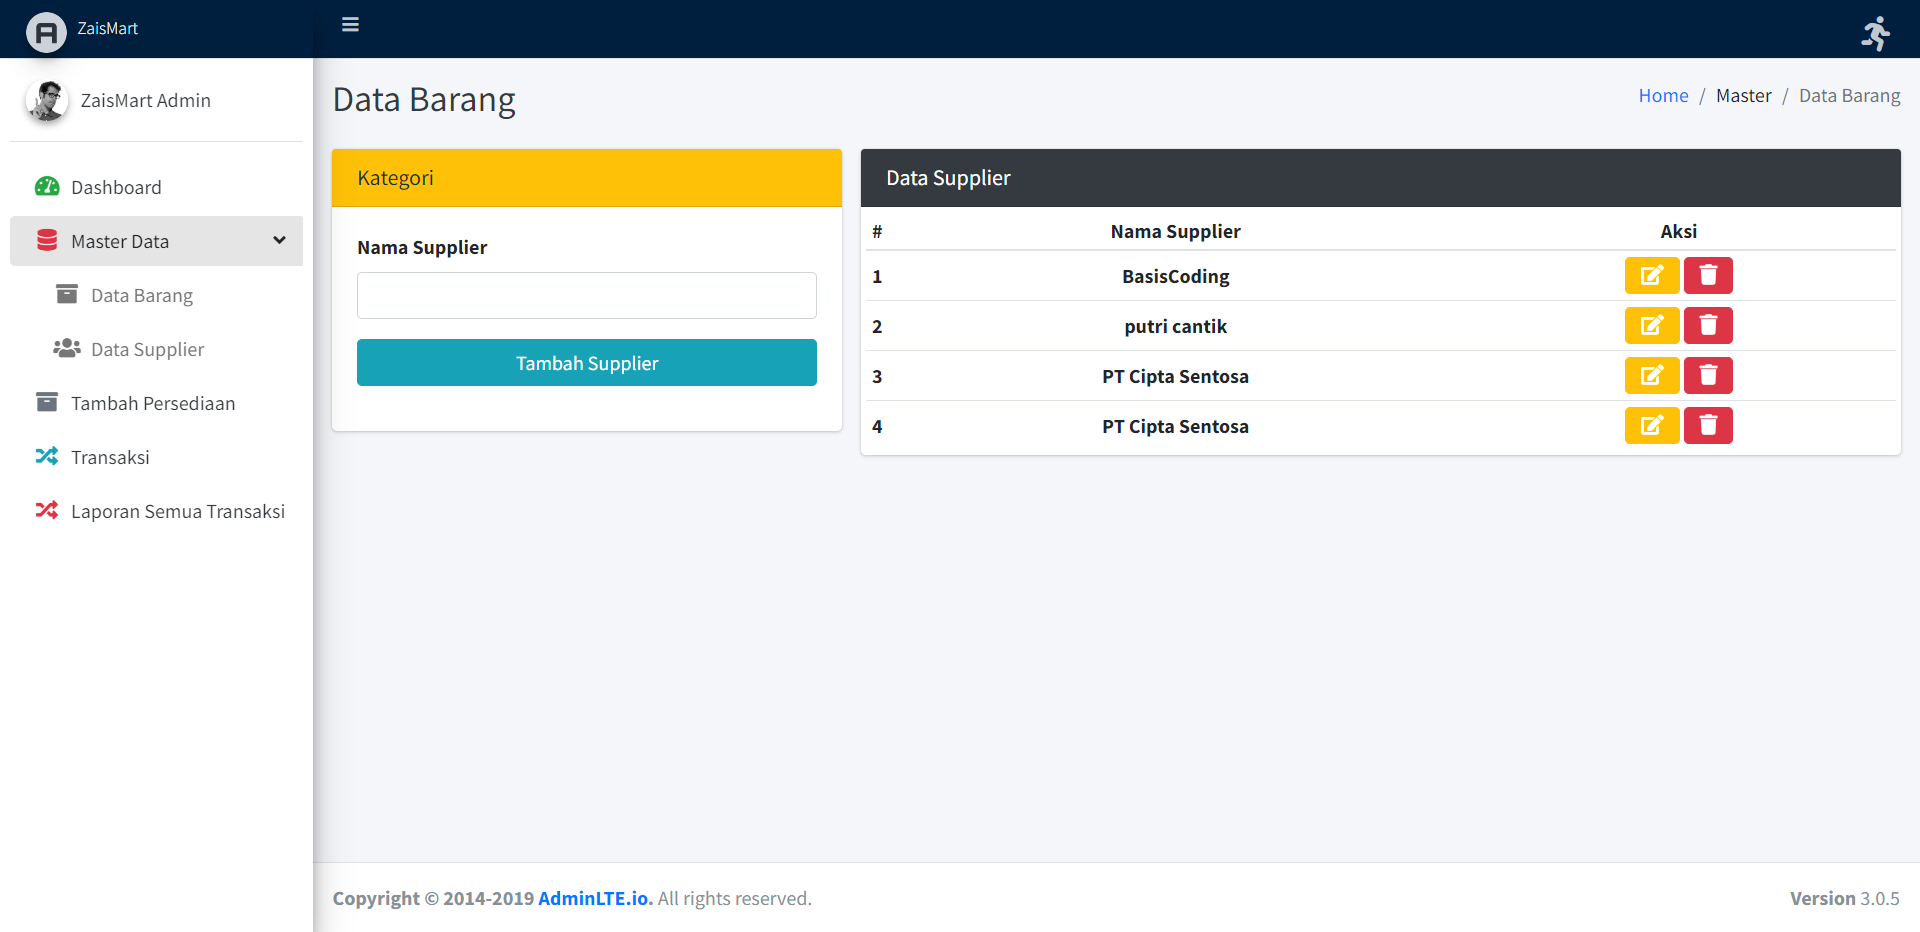 ZaisMart
ZaisMart Admin
Dashboard
Master Data
Data Barang
Data Supplier
Tambah Persediaan
Transaksi
Laporan Semua Transaksi
Data Barang
Home / Master / Data Barang
Kategori
Nama Supplier
Tambah Supplier
Data Supplier
# Nama Supplier Aksi
1 BasisCoding
2 putri cantik
3 PT Cipta Sentosa
4 PT Cipta Sentosa
Copyright © 2014-2019 AdminLTE.io. All rights reserved.
Version 3.0.5